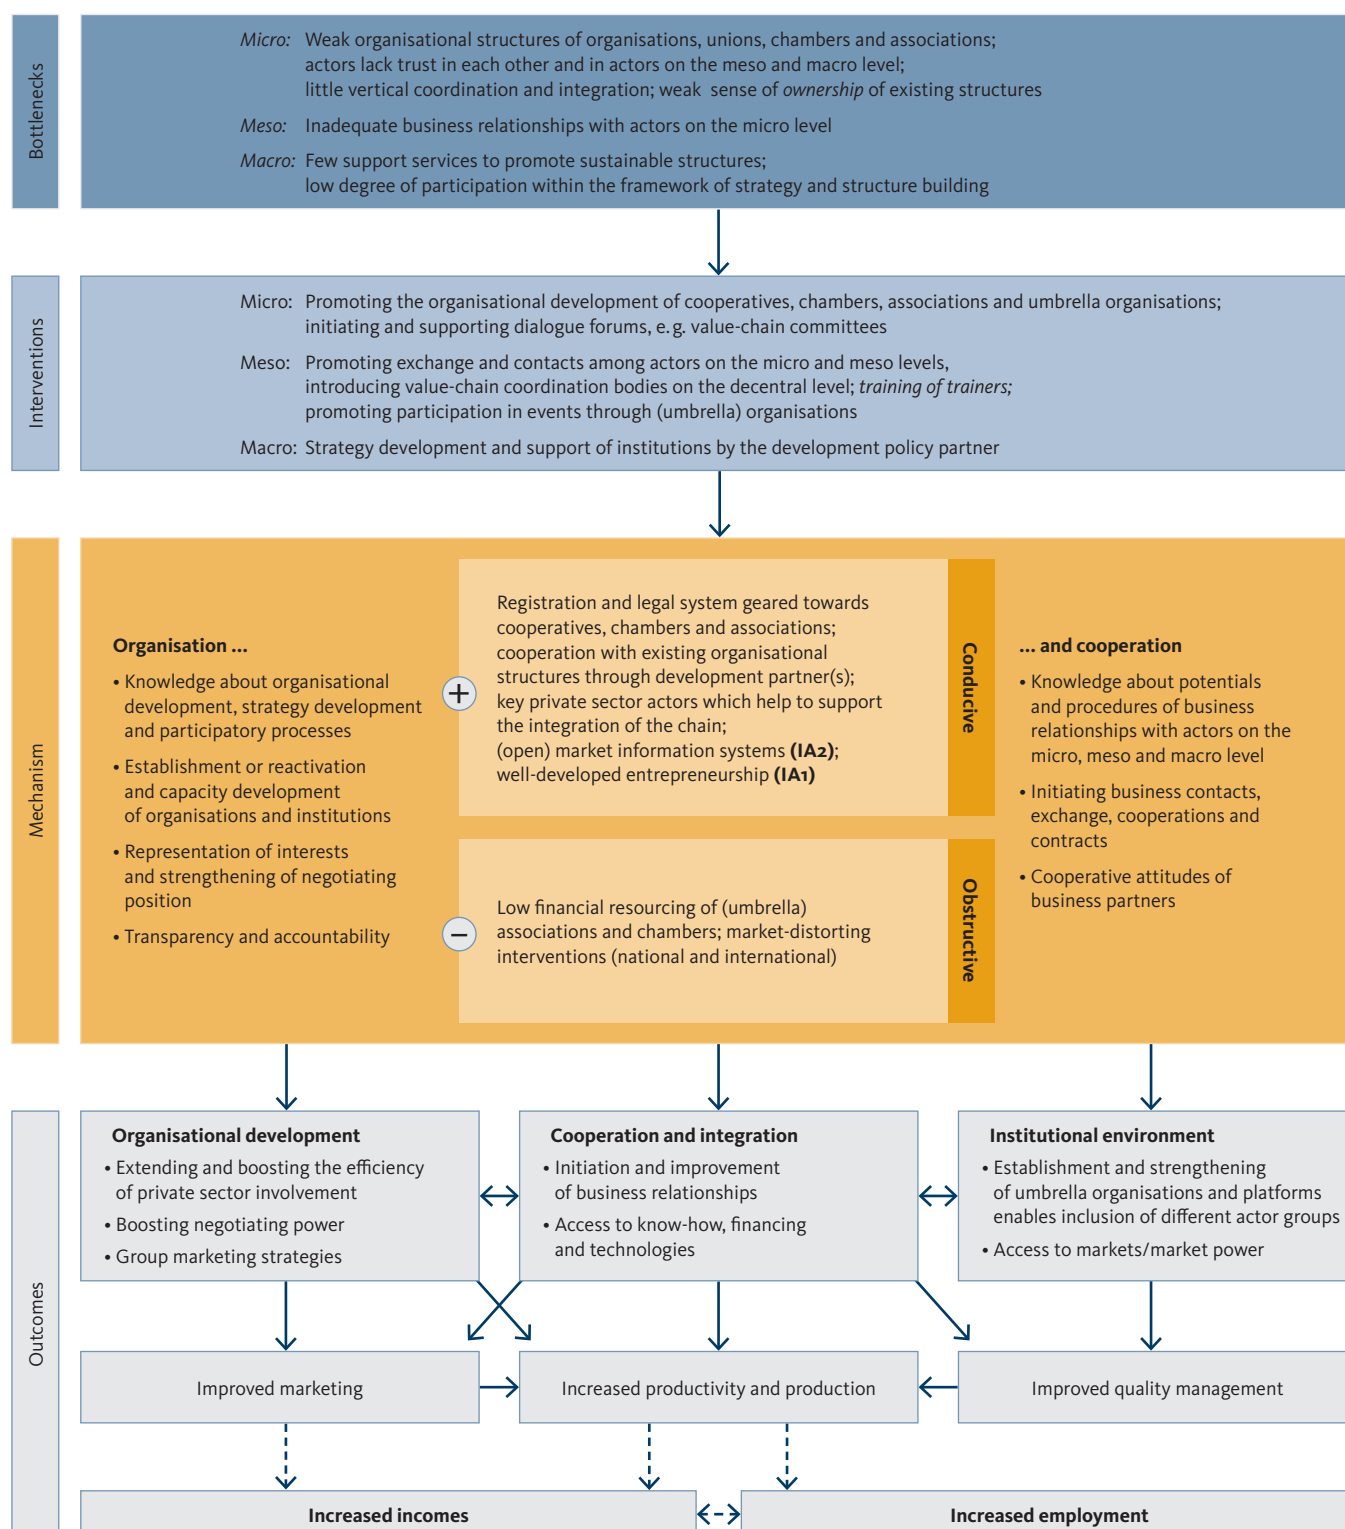 Bottlenecks
Micro: Weak organisational structures of organisations, unions, chambers and associations;
actors lack trust in each other and in actors on the meso and macro level;
little vertical coordination and integration; weak sense of ownership of existing structures
Meso: Inadequate business relationships with actors on the micro level
Macro: Few support services to promote sustainable structures;
low degree of participation within the framework of strategy and structure building
Interventions
Micro: Promoting the organisational development of cooperatives, chambers, associations and umbrella organisations;
initiating and supporting dialogue forums, e. g. value-chain committees
Meso: Promoting exchange and contacts among actors on the micro and meso levels,
introducing value-chain coordination bodies on the decentral level; training of trainers;
promoting participation in events through (umbrella) organisations
Macro: Strategy development and support of institutions by the development policy partner
Mechanism
Organisation ...
• Knowledge about organisational
development, strategy development
and participatory processes
• Establishment or reactivation
and capacity development
of organisations and institutions
• Representation of interests
and strengthening of negotiating
position
• Transparency and accountability
+
Registration and legal system geared towards
cooperatives, chambers and associations;
cooperation with existing organisational
structures through development partner(s);
key private sector actors which help to support
the integration of the chain;
(open) market information systems (IA2);
well-developed entrepreneurship (IA1)
Conducive
–
Low financial resourcing of (umbrella)
associations and chambers; market-distorting
interventions (national and international)
Obstructive
... and cooperation
• Knowledge about potentials
and procedures of business
relationships with actors on the
micro, meso and macro level
• Initiating business contacts,
exchange, cooperations and
contracts
• Cooperative attitudes of
business partners
Outcomes
Organisational development
• Extending and boosting the efficiency
of private sector involvement
• Boosting negotiating power
• Group marketing strategies
Cooperation and integration
• Initiation and improvement
of business relationships
• Access to know-how, financing
and technologies
Institutional environment
• Establishment and strengthening
of umbrella organisations and platforms
enables inclusion of different actor groups
• Access to markets/market power
Improved marketing
Increased productivity and production
Improved quality management
Increased incomes
Increased employment